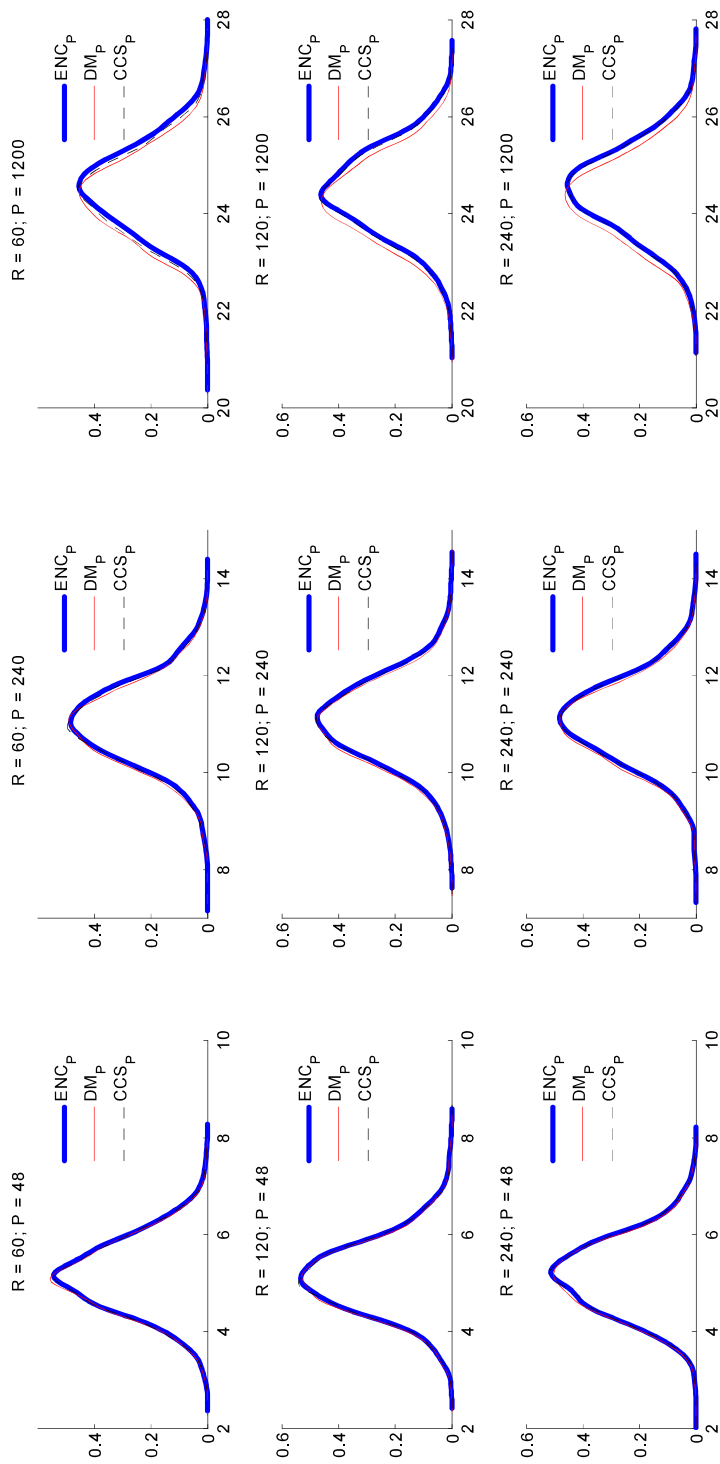 R = 60; P = 48
ENC_P
DM_P
CCS_P
0.4
0.2
0
2 4 6 8 10
R = 60; P = 240
ENC_P
DM_P
CCS_P
0.4
0.2
0
8 10 12 14
R = 60; P = 1200
ENC_P
DM_P
CCS_P
0.4
0.2
0
20 22 24 26 28
R = 120; P = 48
ENC_P
DM_P
CCS_P
0.6
0.4
0.2
0
2 4 6 8 10
R = 120; P = 240
ENC_P
DM_P
CCS_P
0.6
0.4
0.2
0
8 10 12 14
R = 120; P = 1200
ENC_P
DM_P
CCS_P
0.6
0.4
0.2
0
20 22 24 26 28
R = 240; P = 48
ENC_P
DM_P
CCS_P
0.6
0.4
0.2
0
2 4 6 8 10
R = 240; P = 240
ENC_P
DM_P
CCS_P
0.6
0.4
0.2
0
8 10 12 14
R = 240; P = 1200
ENC_P
DM_P
CCS_P
0.6
0.4
0.2
0
20 22 24 26 28